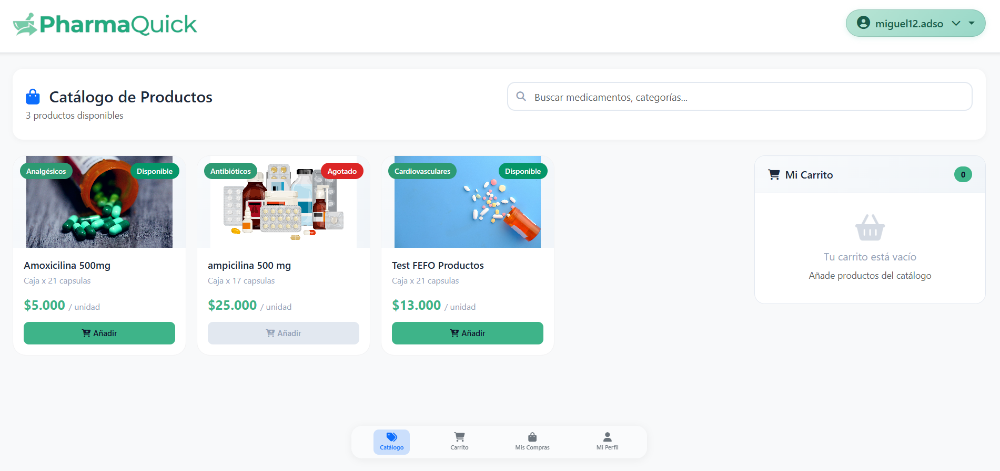 PharmaQuick
miguel12.adso
Catálogo de Productos
3 productos disponibles
Buscar medicamentos, categorías...
Analgésicos
Disponible
Amoxicilina 500mg
Caja x 21 capsulas
$5.000 / unidad
Añadir
Antibióticos
Agotado
ampicilina 500 mg
Caja x 17 capsulas
$25.000 / unidad
Añadir
Cardiovasculares
Disponible
Test FEFO Productos
Caja x 21 capsulas
$13.000 / unidad
Añadir
Mi Carrito
0
Tu carrito está vacío
Añade productos del catálogo
Catálogo
Carrito
Mis Compras
Mi Perfil